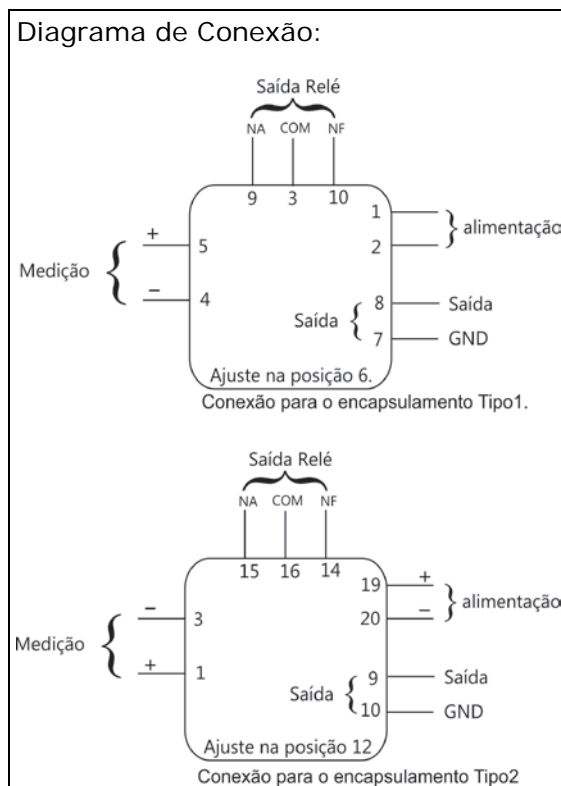 Diagrama de Conexão:
Saída Relé
NA COM NF
9 3 10
1
alimentação
+
5
2
Medição
−
4
8 Saída
Saída
7 GND
Ajuste na posição 6.
Conexão para o encapsulamento Tipo1.
Saída Relé
NA COM NF
15 16 14
19 +
alimentação
−
3
20 −
Medição
+
1
9 Saída
Saída
10 GND
Ajuste na posição 12
Conexão para o encapsulamento Tipo2